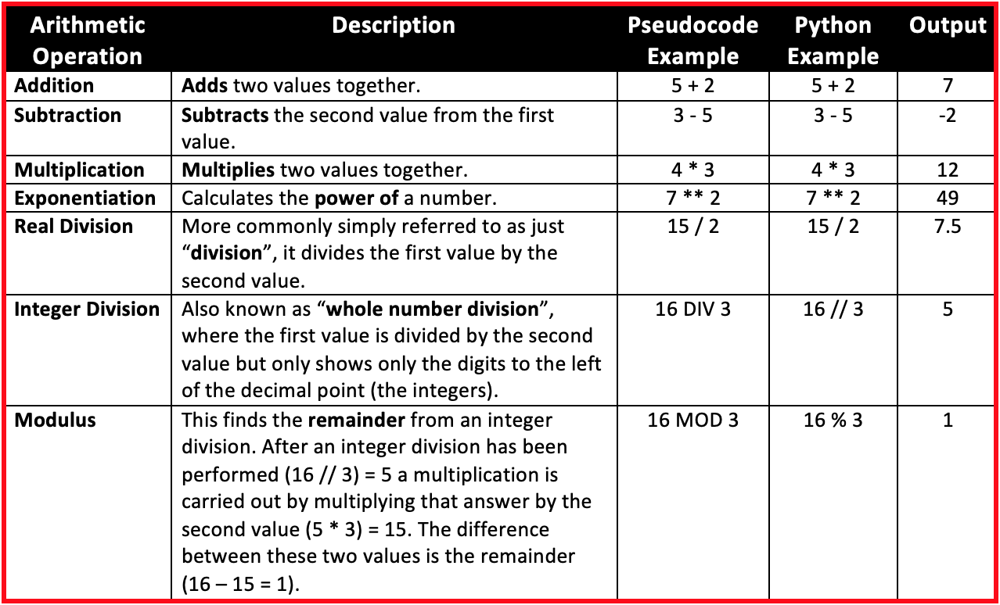 Arithmetic Operation Description Pseudocode Example Python Example Output
Addition Adds two values together. 5 + 2 5 + 2 7
Subtraction Subtracts the second value from the first 3 - 5 3 - 5 -2
value.
Multiplication Multiplies two values together. 4 * 3 4 * 3 12
Exponentiation Calculates the power of a number. 7 ** 2 7 ** 2 49
Real Division More commonly simply referred to as just 15 / 2 15 / 2 7.5
“division”, it divides the first value by the
second value.
Integer Division Also known as “whole number division”, 16 DIV 3 16 // 3 5
where the first value is divided by the second
value but only shows only the digits to the left
of the decimal point (the integers).
Modulus This finds the remainder from an integer 16 MOD 3 16 % 3 1
division. After an integer division has been
performed (16 // 3) = 5 a multiplication is
carried out by multiplying that answer by the
second value (5 * 3) = 15. The difference
between these two values is the remainder
(16 – 15 = 1).